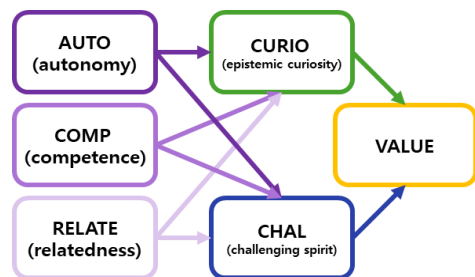 AUTO
(autonomy)
CURIO
(epistemic curiosity)
COMP
(competence)
VALUE
RELATE
(relatedness)
CHAL
(challenging spirit)